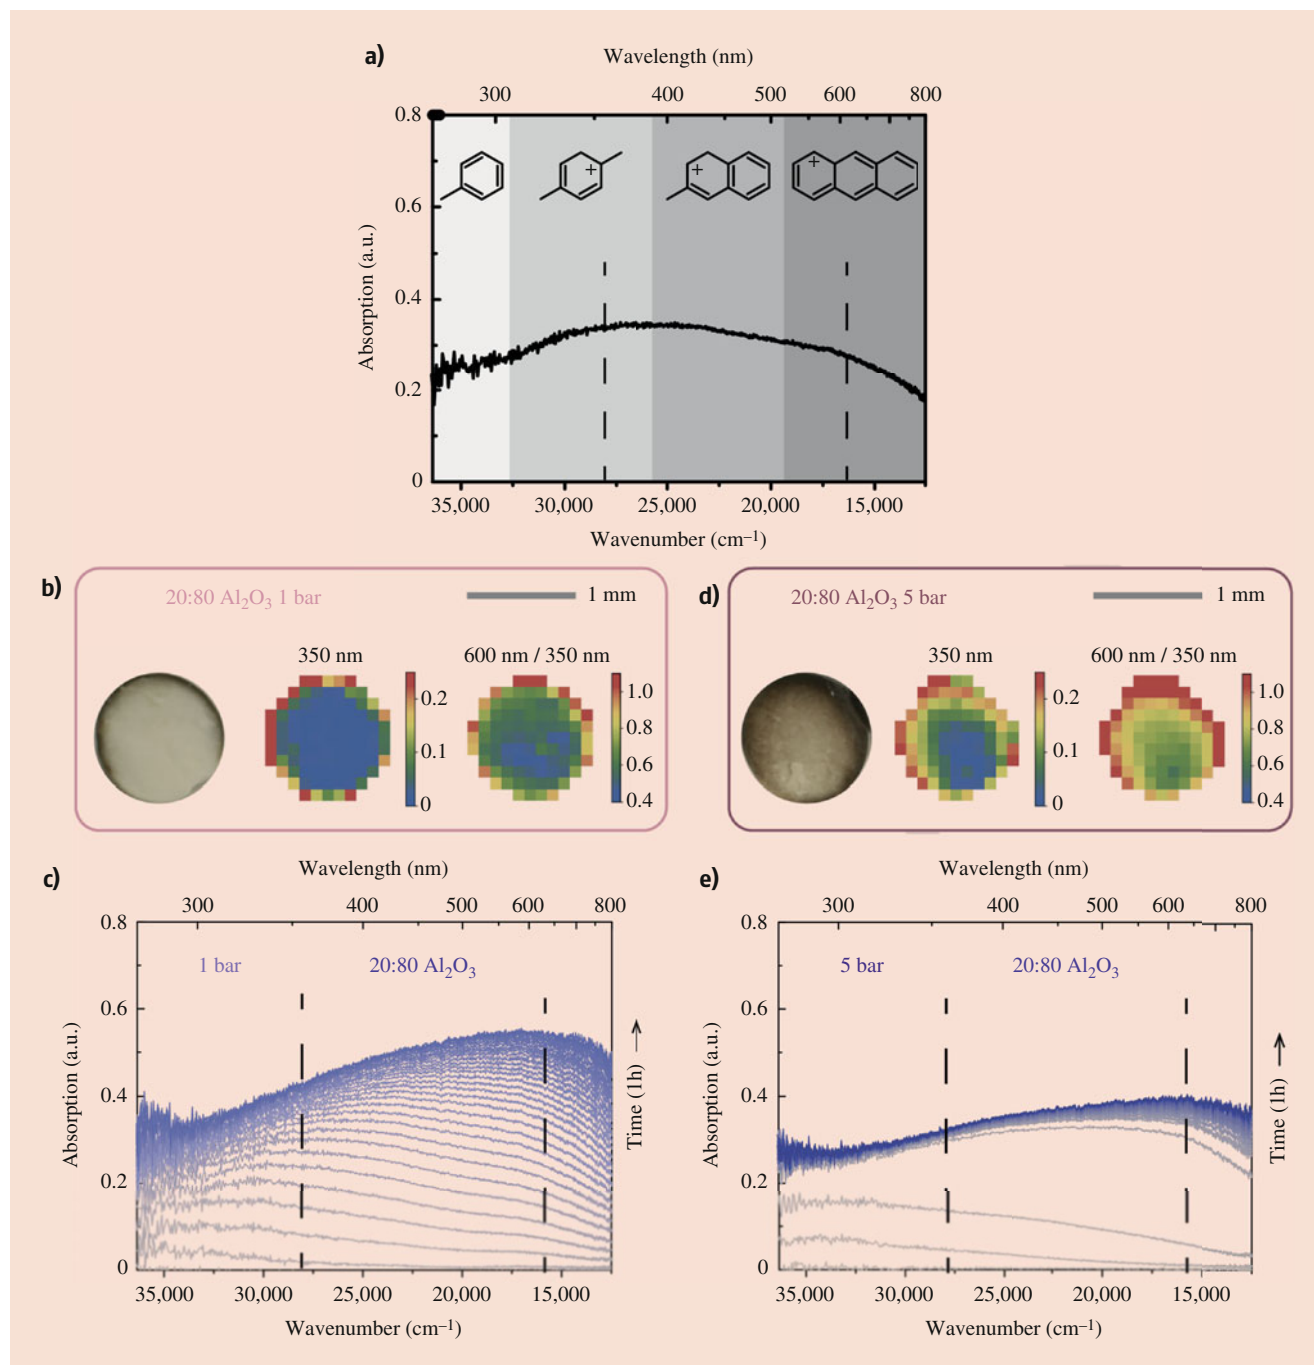 a)
Wavelength (nm)
300 400 500 600 800
0.8
0.6
0.4
0.2
0
Absorption (a.u.)
+ + +
35,000 30,000 25,000 20,000 15,000
Wavenumber (cm–1)
b)
20:80 Al2O3 1 bar
1 mm
350 nm
600 nm / 350 nm
0.2
0.1
0
1.0
0.8
0.6
0.4
d)
20:80 Al2O3 5 bar
1 mm
350 nm
600 nm / 350 nm
0.2
0.1
0
1.0
0.8
0.6
0.4
c)
Wavelength (nm)
300 400 500 600 800
1 bar 20:80 Al2O3
0.8
0.6
0.4
0.2
0
Absorption (a.u.)
Time (1h)
35,000 30,000 25,000 20,000 15,000
Wavenumber (cm–1)
e)
Wavelength (nm)
300 400 500 600 800
5 bar 20:80 Al2O3
0.8
0.6
0.4
0.2
0
Absorption (a.u.)
Time (1h)
35,000 30,000 25,000 20,000 15,000
Wavenumber (cm–1)